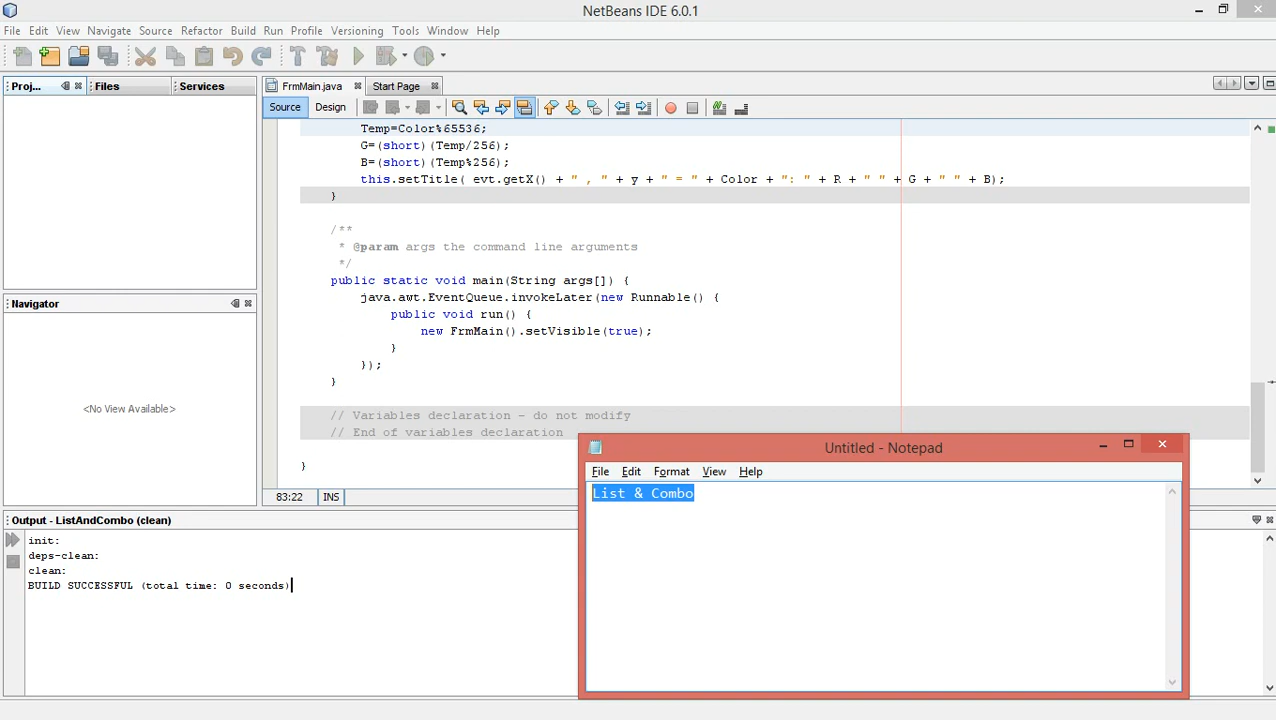 NetBeans IDE 6.0.1
File Edit View Navigate Source Refactor Build Run Profile Versioning Tools Window Help
Proj... Files Services
FrmMain.java Start Page
Source Design
Temp=Color%65536;
G=(short)(Temp/256);
B=(short)(Temp%256);
this.setTitle( evt.getX() + " , " + y + " = " + Color + ": " + R + " " + G + " " + B);
}
/**
* @param args the command line arguments
*/
public static void main(String args[]) {
java.awt.EventQueue.invokeLater(new Runnable() {
public void run() {
new FrmMain().setVisible(true);
}
});
}
// Variables declaration - do not modify
// End of variables declaration
}
83:22 INS
Navigator
<No View Available>
Output - ListAndCombo (clean)
init:
deps-clean:
clean:
BUILD SUCCESSFUL (total time: 0 seconds)
Untitled - Notepad
File Edit Format View Help
List & Combo